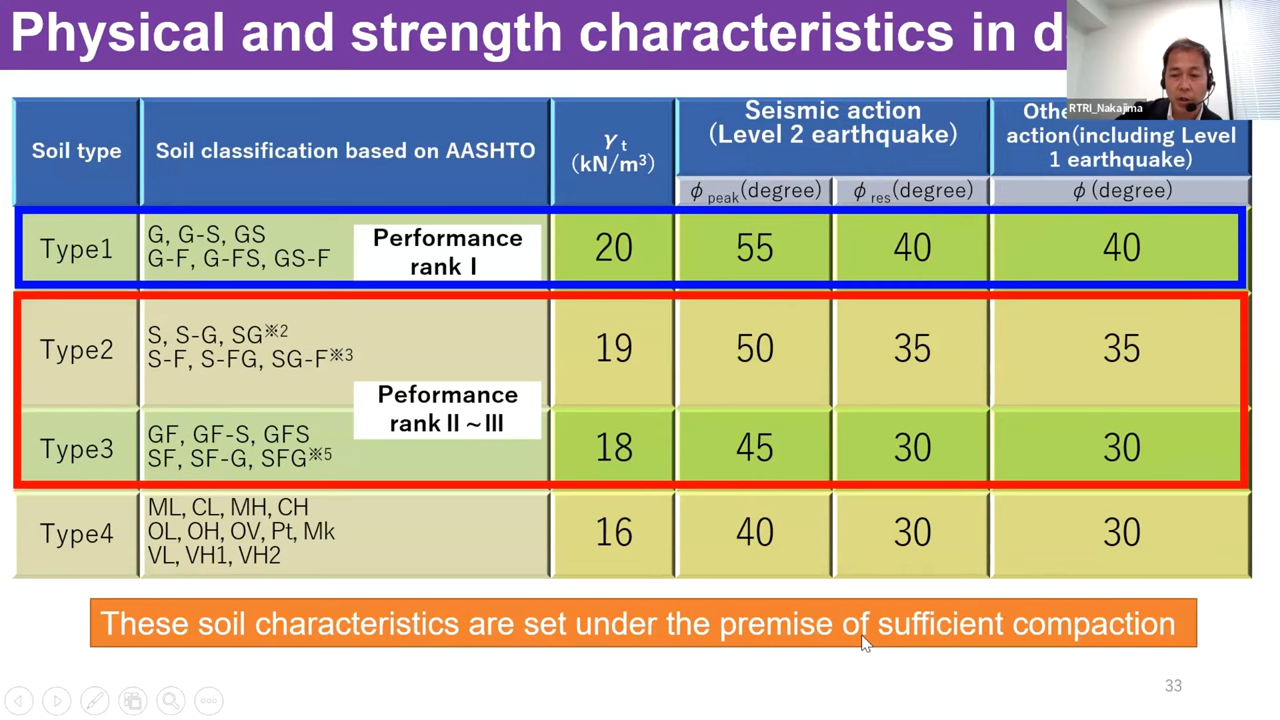 Physical and strength characteristics in d
RTRI_Nakajima
Soil type
Soil classification based on AASHTO
γt
(kN/m³)
Seismic action
(Level 2 earthquake)
action(including Level
1 earthquake)
ϕ peak(degree)
ϕ res(degree)
ϕ (degree)
Type1
G, G-S, GS
G-F, G-FS, GS-F
Performance
rank I
20
55
40
40
Type2
S, S-G, SG※2
S-F, S-FG, SG-F※3
19
50
35
35
Peformance
rank II ~III
Type3
GF, GF-S, GFS
SF, SF-G, SFG※5
18
45
30
30
Type4
ML, CL, MH, CH
OL, OH, OV, Pt, Mk
VL, VH1, VH2
16
40
30
30
These soil characteristics are set under the premise of sufficient compaction
33